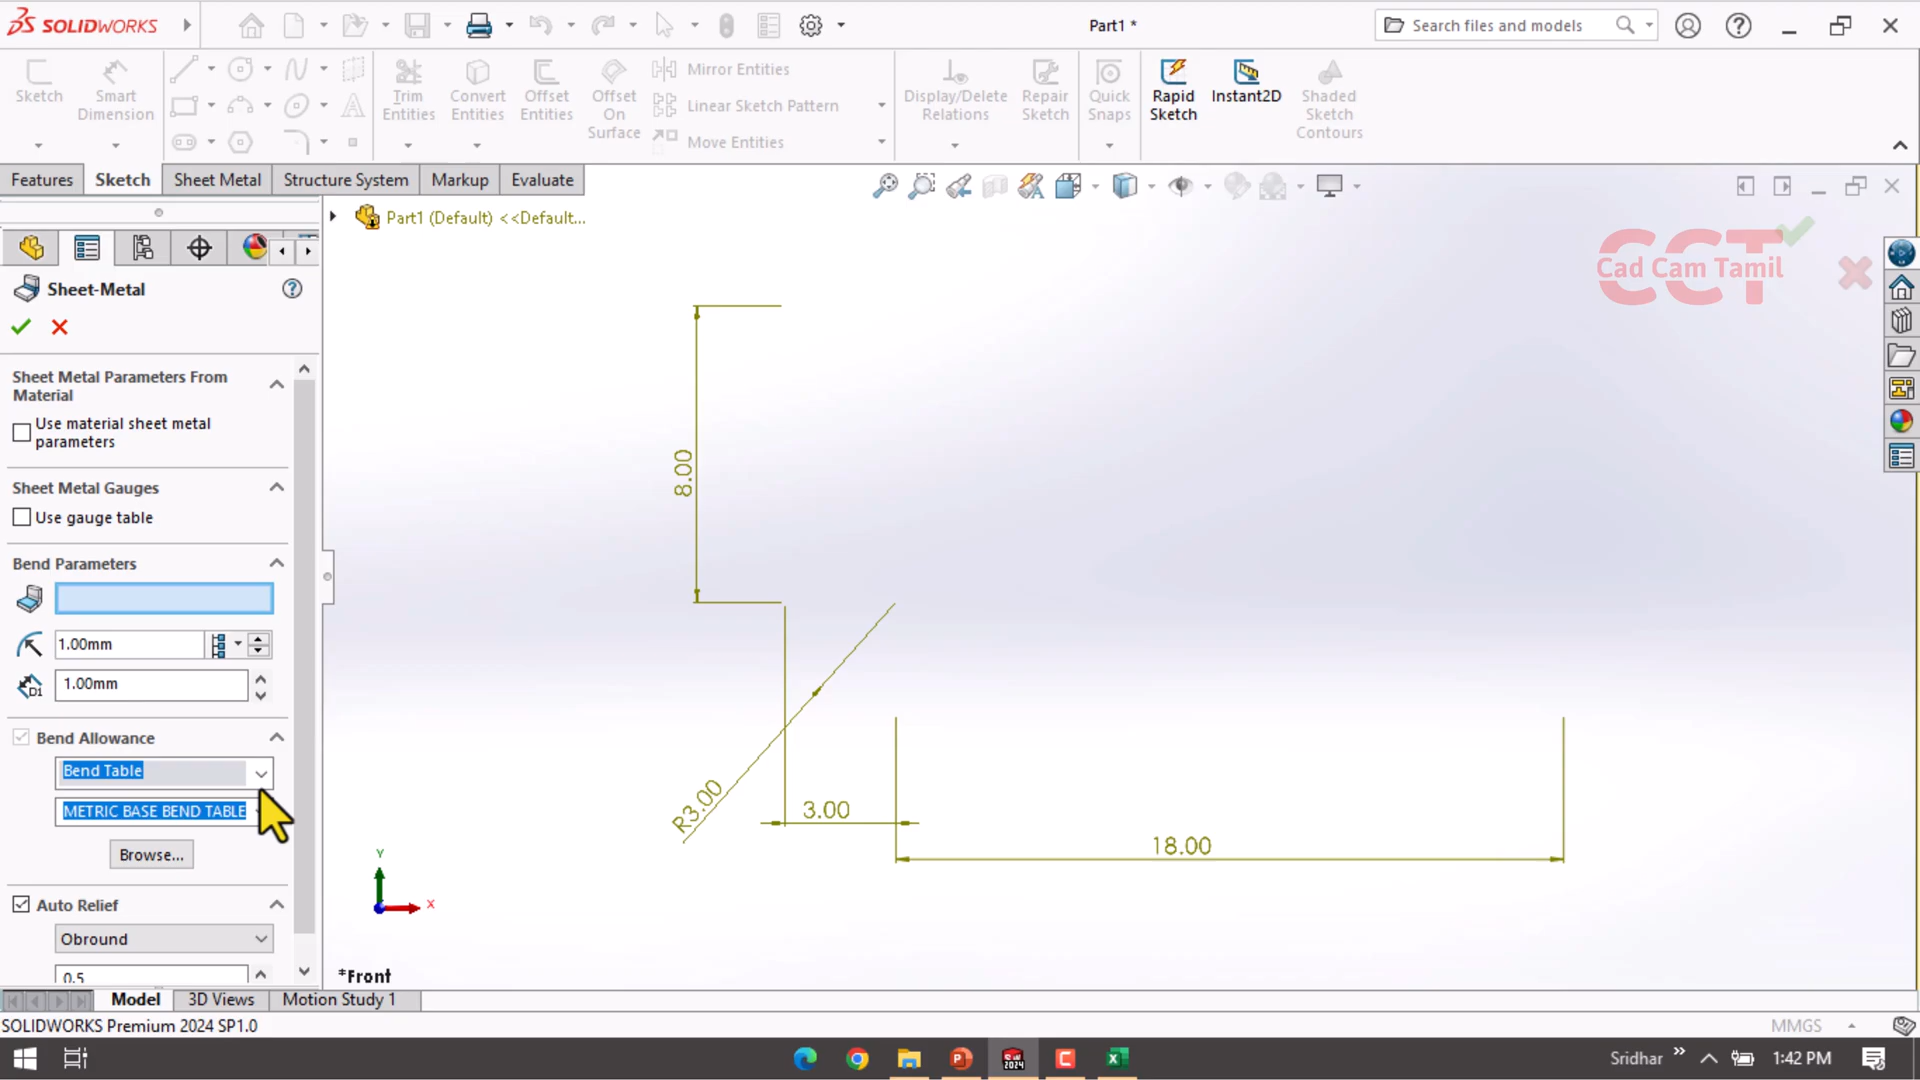 SOLIDWORKS
Part1 *
Search files and models
Sketch
Smart
Dimension
Trim
Entities
Convert
Entities
Offset
Entities
Offset
On
Surface
Mirror Entities
Linear Sketch Pattern
Move Entities
Display/Delete
Relations
Repair
Sketch
Quick
Snaps
Rapid
Sketch
Instant2D
Shaded
Sketch
Contours
Features
Sketch
Sheet Metal
Structure System
Markup
Evaluate
Part1 (Default) <<Default...
CCT
Cad Cam Tamil
Sheet-Metal
Sheet Metal Parameters From
Material
Use material sheet metal
parameters
Sheet Metal Gauges
Use gauge table
Bend Parameters
1.00mm
D1
1.00mm
Bend Allowance
Bend Table
METRIC BASE BEND TABLE
Browse...
Auto Relief
Obround
0.5
8.00
R3.00
3.00
18.00
Y
X
*Front
Model
3D Views
Motion Study 1
SOLIDWORKS Premium 2024 SP1.0
MMGS
Sridhar
1:42 PM